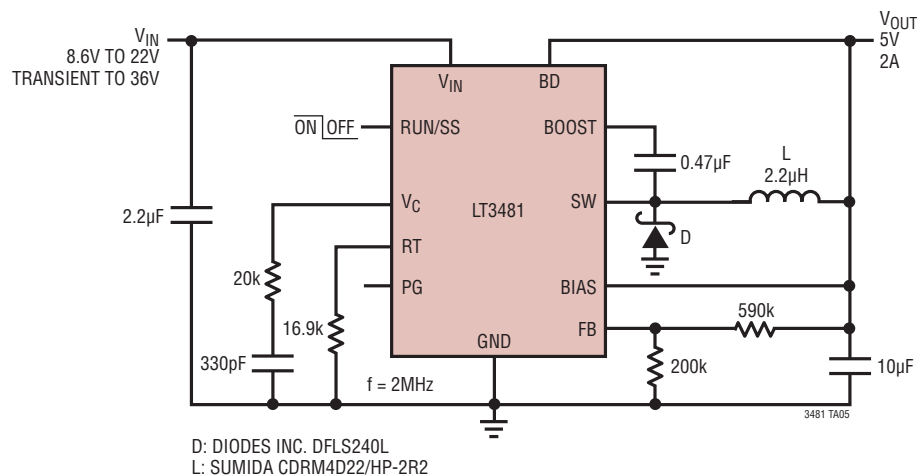 VIN
8.6V TO 22V
TRANSIENT TO 36V
VOUT
5V
2A
VIN
BD
ON OFF
RUN/SS
BOOST
0.47µF
L
2.2µH
VC
LT3481
SW
2.2µF
D
RT
20k
PG
BIAS
16.9k
590k
FB
GND
330pF
f = 2MHz
200k
10µF
3481 TA05
D: DIODES INC. DFLS240L
L: SUMIDA CDRM4D22/HP-2R2